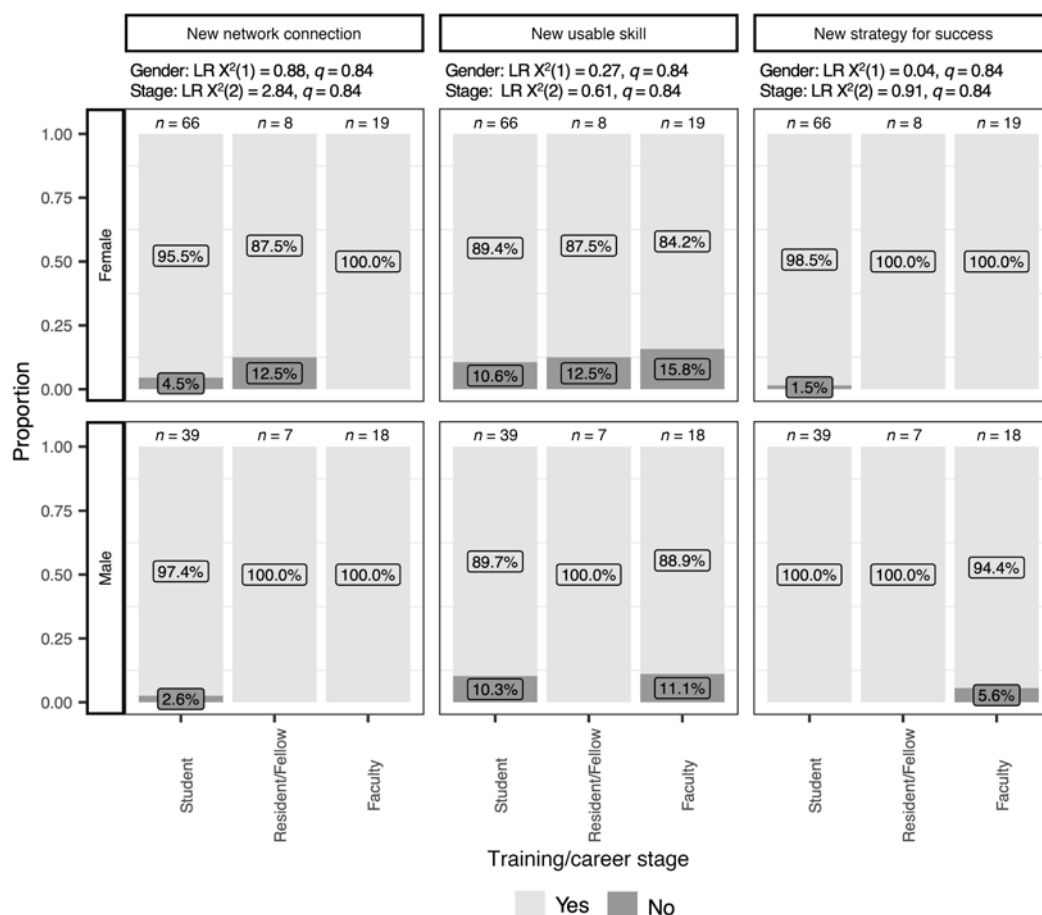 New network connection
New usable skill
New strategy for success
Gender: LR X²(1) = 0.88, q = 0.84
Stage: LR X²(2) = 2.84, q = 0.84
Gender: LR X²(1) = 0.27, q = 0.84
Stage: LR X²(2) = 0.61, q = 0.84
Gender: LR X²(1) = 0.04, q = 0.84
Stage: LR X²(2) = 0.91, q = 0.84
Proportion
Female
1.00
0.75
0.50
0.25
0.00
n = 66
n = 8
n = 19
95.5%
87.5%
100.0%
4.5%
12.5%
n = 66
n = 8
n = 19
89.4%
87.5%
84.2%
10.6%
12.5%
15.8%
n = 66
n = 8
n = 19
98.5%
100.0%
100.0%
1.5%
Male
1.00
0.75
0.50
0.25
0.00
n = 39
n = 7
n = 18
97.4%
100.0%
100.0%
2.6%
n = 39
n = 7
n = 18
89.7%
100.0%
88.9%
10.3%
11.1%
n = 39
n = 7
n = 18
100.0%
100.0%
94.4%
5.6%
Student
Resident/Fellow
Faculty
Student
Resident/Fellow
Faculty
Student
Resident/Fellow
Faculty
Training/career stage
Yes
No